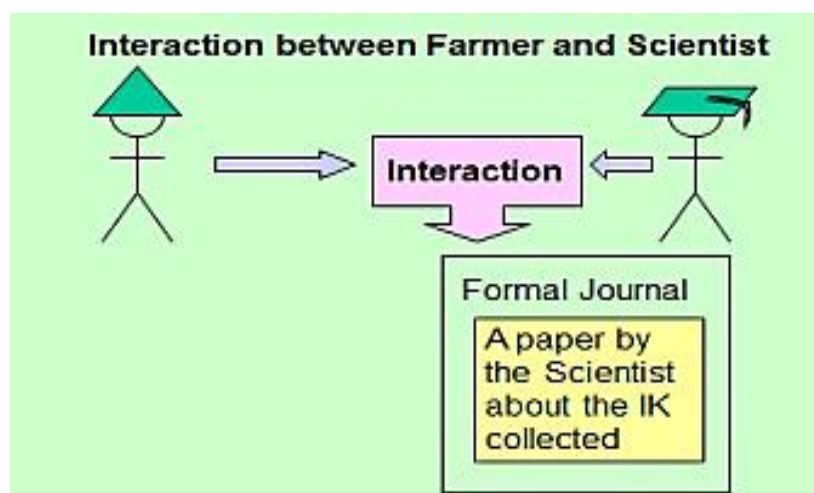 Interaction between Farmer and Scientist
Interaction
Formal Journal
A paper by
the Scientist
about the IK
collected